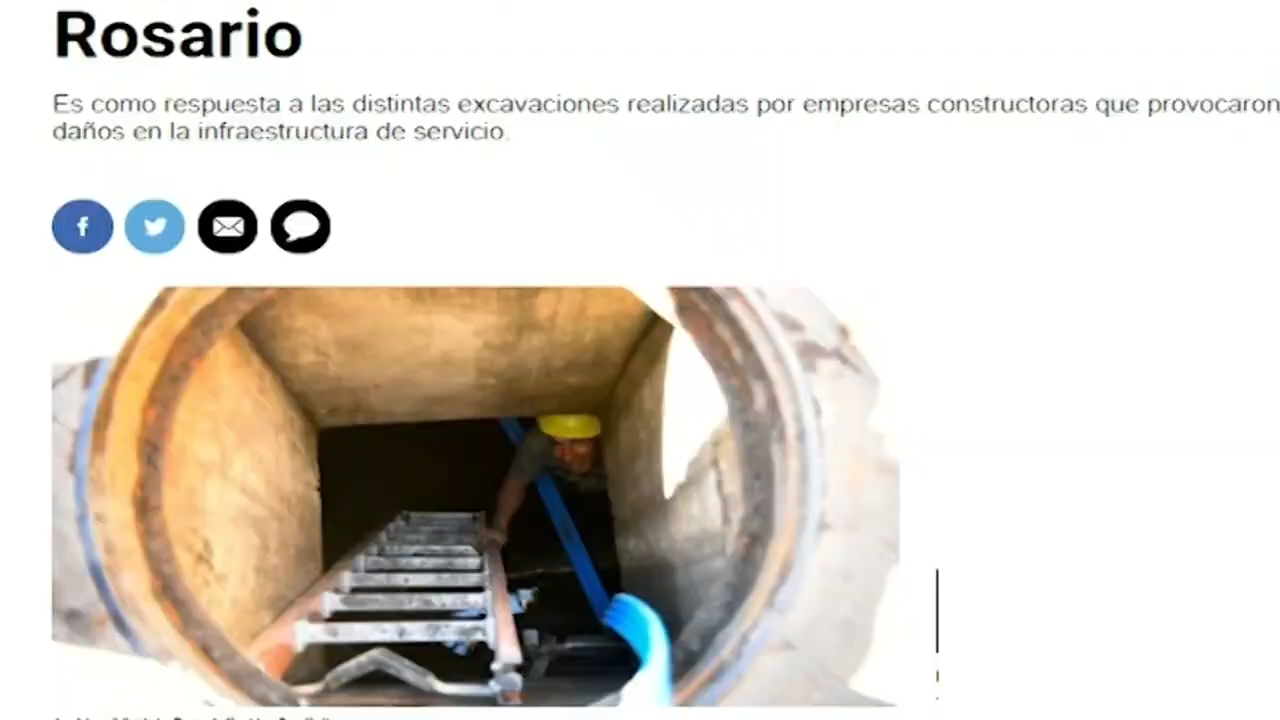 Rosario
Es como respuesta a las distintas excavaciones realizadas por empresas constructoras que provocaron
daños en la infraestructura de servicio.